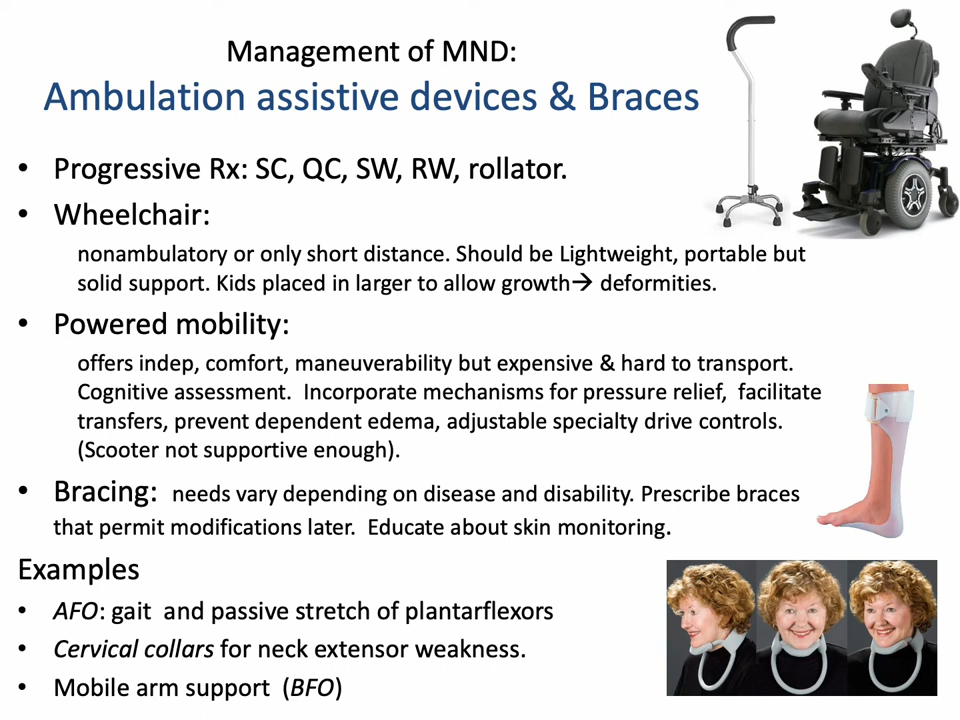 Management of MND:
Ambulation assistive devices & Braces
• Progressive Rx: SC, QC, SW, RW, rollator.
• Wheelchair:
nonambulatory or only short distance. Should be Lightweight, portable but
solid support. Kids placed in larger to allow growth→ deformities.
• Powered mobility:
offers indep, comfort, maneuverability but expensive & hard to transport.
Cognitive assessment. Incorporate mechanisms for pressure relief, facilitate
transfers, prevent dependent edema, adjustable specialty drive controls.
(Scooter not supportive enough).
• Bracing: needs vary depending on disease and disability. Prescribe braces
that permit modifications later. Educate about skin monitoring.
Examples
• AFO: gait and passive stretch of plantarflexors
• Cervical collars for neck extensor weakness.
• Mobile arm support (BFO)